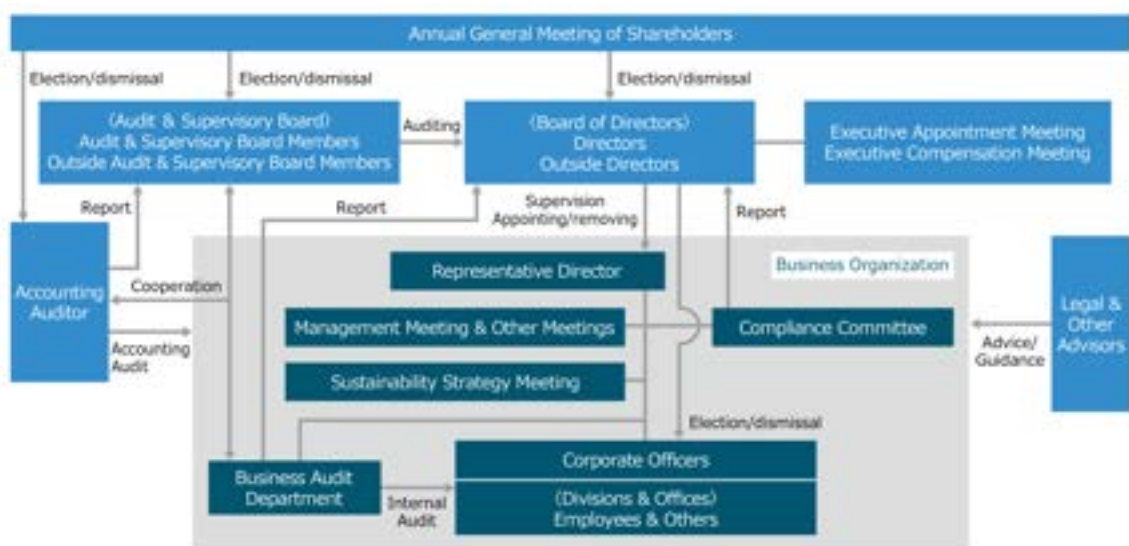 Annual General Meeting of Shareholders
Election/dismissal
Election/dismissal
Election/dismissal
(Audit & Supervisory Board)
Audit & Supervisory Board Members
Outside Audit & Supervisory Board Members
Auditing
(Board of Directors)
Directors
Outside Directors
Executive Appointment Meeting
Executive Compensation Meeting
Report
Report
Supervision
Appointing/removing
Report
Accounting
Auditor
Cooperation
Accounting
Audit
Representative Director
Business Organization
Management Meeting & Other Meetings
Compliance Committee
Sustainability Strategy Meeting
Legal &
Other
Advisors
Advice/
Guidance
Election/dismissal
Business Audit
Department
Internal
Audit
Corporate Officers
(Divisions & Offices)
Employees & Others